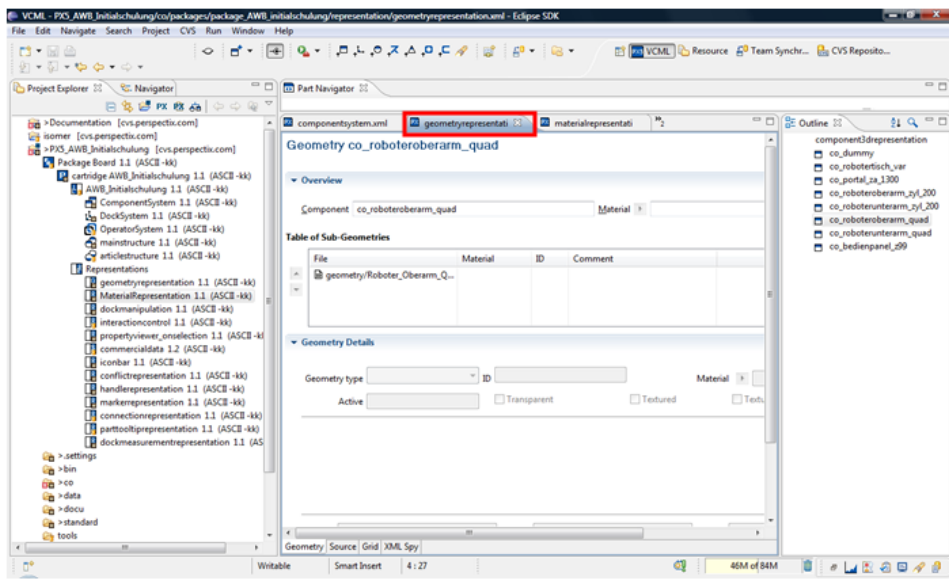 VCML - PX5_AWB_Initialschulung/co/packages/package_AWB_initialschulung/representation/geometryrepresentation.xml - Eclipse SDK
File Edit Navigate Search Project CVS Run Window Help
VCML Resource Team Synchr... CVS Reposito...
Project Explorer Navigator
Part Navigator
>Documentation [cvs.perspectix.com]
isomer [cvs.perspectix.com]
>PX5_AWB_Initialschulung [cvs.perspectix.com]
Package Board 1.1 (ASCII -kk)
cartridge AWB_Initialschulung 1.1 (ASCII -kk)
AWB_Initialschulung 1.1 (ASCII -kk)
ComponentSystem 1.1 (ASCII -kk)
DockSystem 1.1 (ASCII -kk)
OperatorSystem 1.1 (ASCII -kk)
mainstructure 1.1 (ASCII -kk)
articlestructure 1.1 (ASCII -kk)
Representations
geometryrepresentation 1.1 (ASCII -kk)
MaterialRepresentation 1.1 (ASCII -kk)
dockmanipulation 1.1 (ASCII -kk)
interactioncontrol 1.1 (ASCII -kk)
propertyviewer_onselection 1.1 (ASCII -kl
commercialdata 1.2 (ASCII -kk)
iconbar 1.1 (ASCII -kk)
conflictrepresentation 1.1 (ASCII -kk)
handlerepresentation 1.1 (ASCII -kk)
markerrepresentation 1.1 (ASCII -kk)
connectionrepresentation 1.1 (ASCII -kk)
parttooltiprepresentation 1.1 (ASCII -kk)
dockmeasurementrepresentation 1.1 (AS
>.settings
>bin
>co
>data
>docu
>standard
tools
componentsystem.xml geometryrepresentati materialrepresentati »2
Geometry co_roboteroberarm_quad
Overview
Component co_roboteroberarm_quad Material
Table of Sub-Geometries
File Material ID Comment
geometry/Roboter_Oberarm_Q...
Geometry Details
Geometry type ID Material
Active Transparent Textured Textu
Geometry Source Grid XML Spy
Outline
component3drepresentation
co_dummy
co_robotertisch_var
co_portal_za_1300
co_roboteroberarm_zyl_200
co_roboterunterarm_zyl_200
co_roboteroberarm_quad
co_roboterunterarm_quad
co_bedienpanel_z99
Writable Smart Insert 4 : 27 46M of 84M